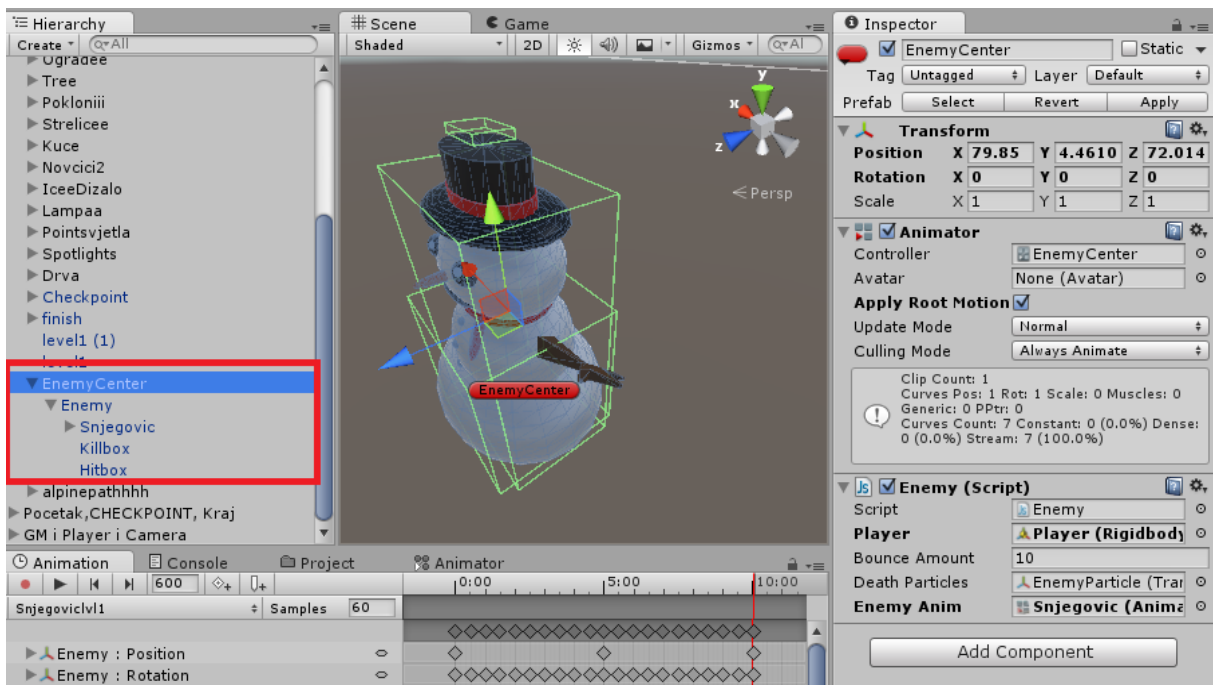 Hierarchy
Create
All
Ogradee
Tree
Pokloniii
Strelicee
Kuce
Novcici2
IceeDizalo
Lampaa
Pointsvjetla
Spotlights
Drva
Checkpoint
finish
level1 (1)
level1
EnemyCenter
Enemy
Snjegovic
Killbox
Hitbox
alpinepathhhh
Pocetak,CHECKPOINT, Kraj
GM i Player i Camera
Scene Game
Shaded 2D Gizmos Al
y
x
z
Persp
EnemyCenter
Inspector
EnemyCenter Static
Tag Untagged Layer Default
Prefab Select Revert Apply
Transform
Position X 79.85 Y 4.4610 Z 72.014
Rotation X 0 Y 0 Z 0
Scale X 1 Y 1 Z 1
Animator
Controller EnemyCenter
Avatar None (Avatar)
Apply Root Motion
Update Mode Normal
Culling Mode Always Animate
Clip Count: 1
Curves Pos: 1 Rot: 1 Scale: 0 Muscles: 0
Generic: 0 PPtr: 0
Curves Count: 7 Constant: 0 (0.0%) Dense:
0 (0.0%) Stream: 7 (100.0%)
Js Enemy (Script)
Script Enemy
Player Player (Rigidbody
Bounce Amount 10
Death Particles EnemyParticle (Tran
Enemy Anim Snjegovic (Anima
Add Component
Animation Console Project Animator
600 0:00 5:00 10:00
Snjegoviclvl1 Samples 60
Enemy : Position
Enemy : Rotation